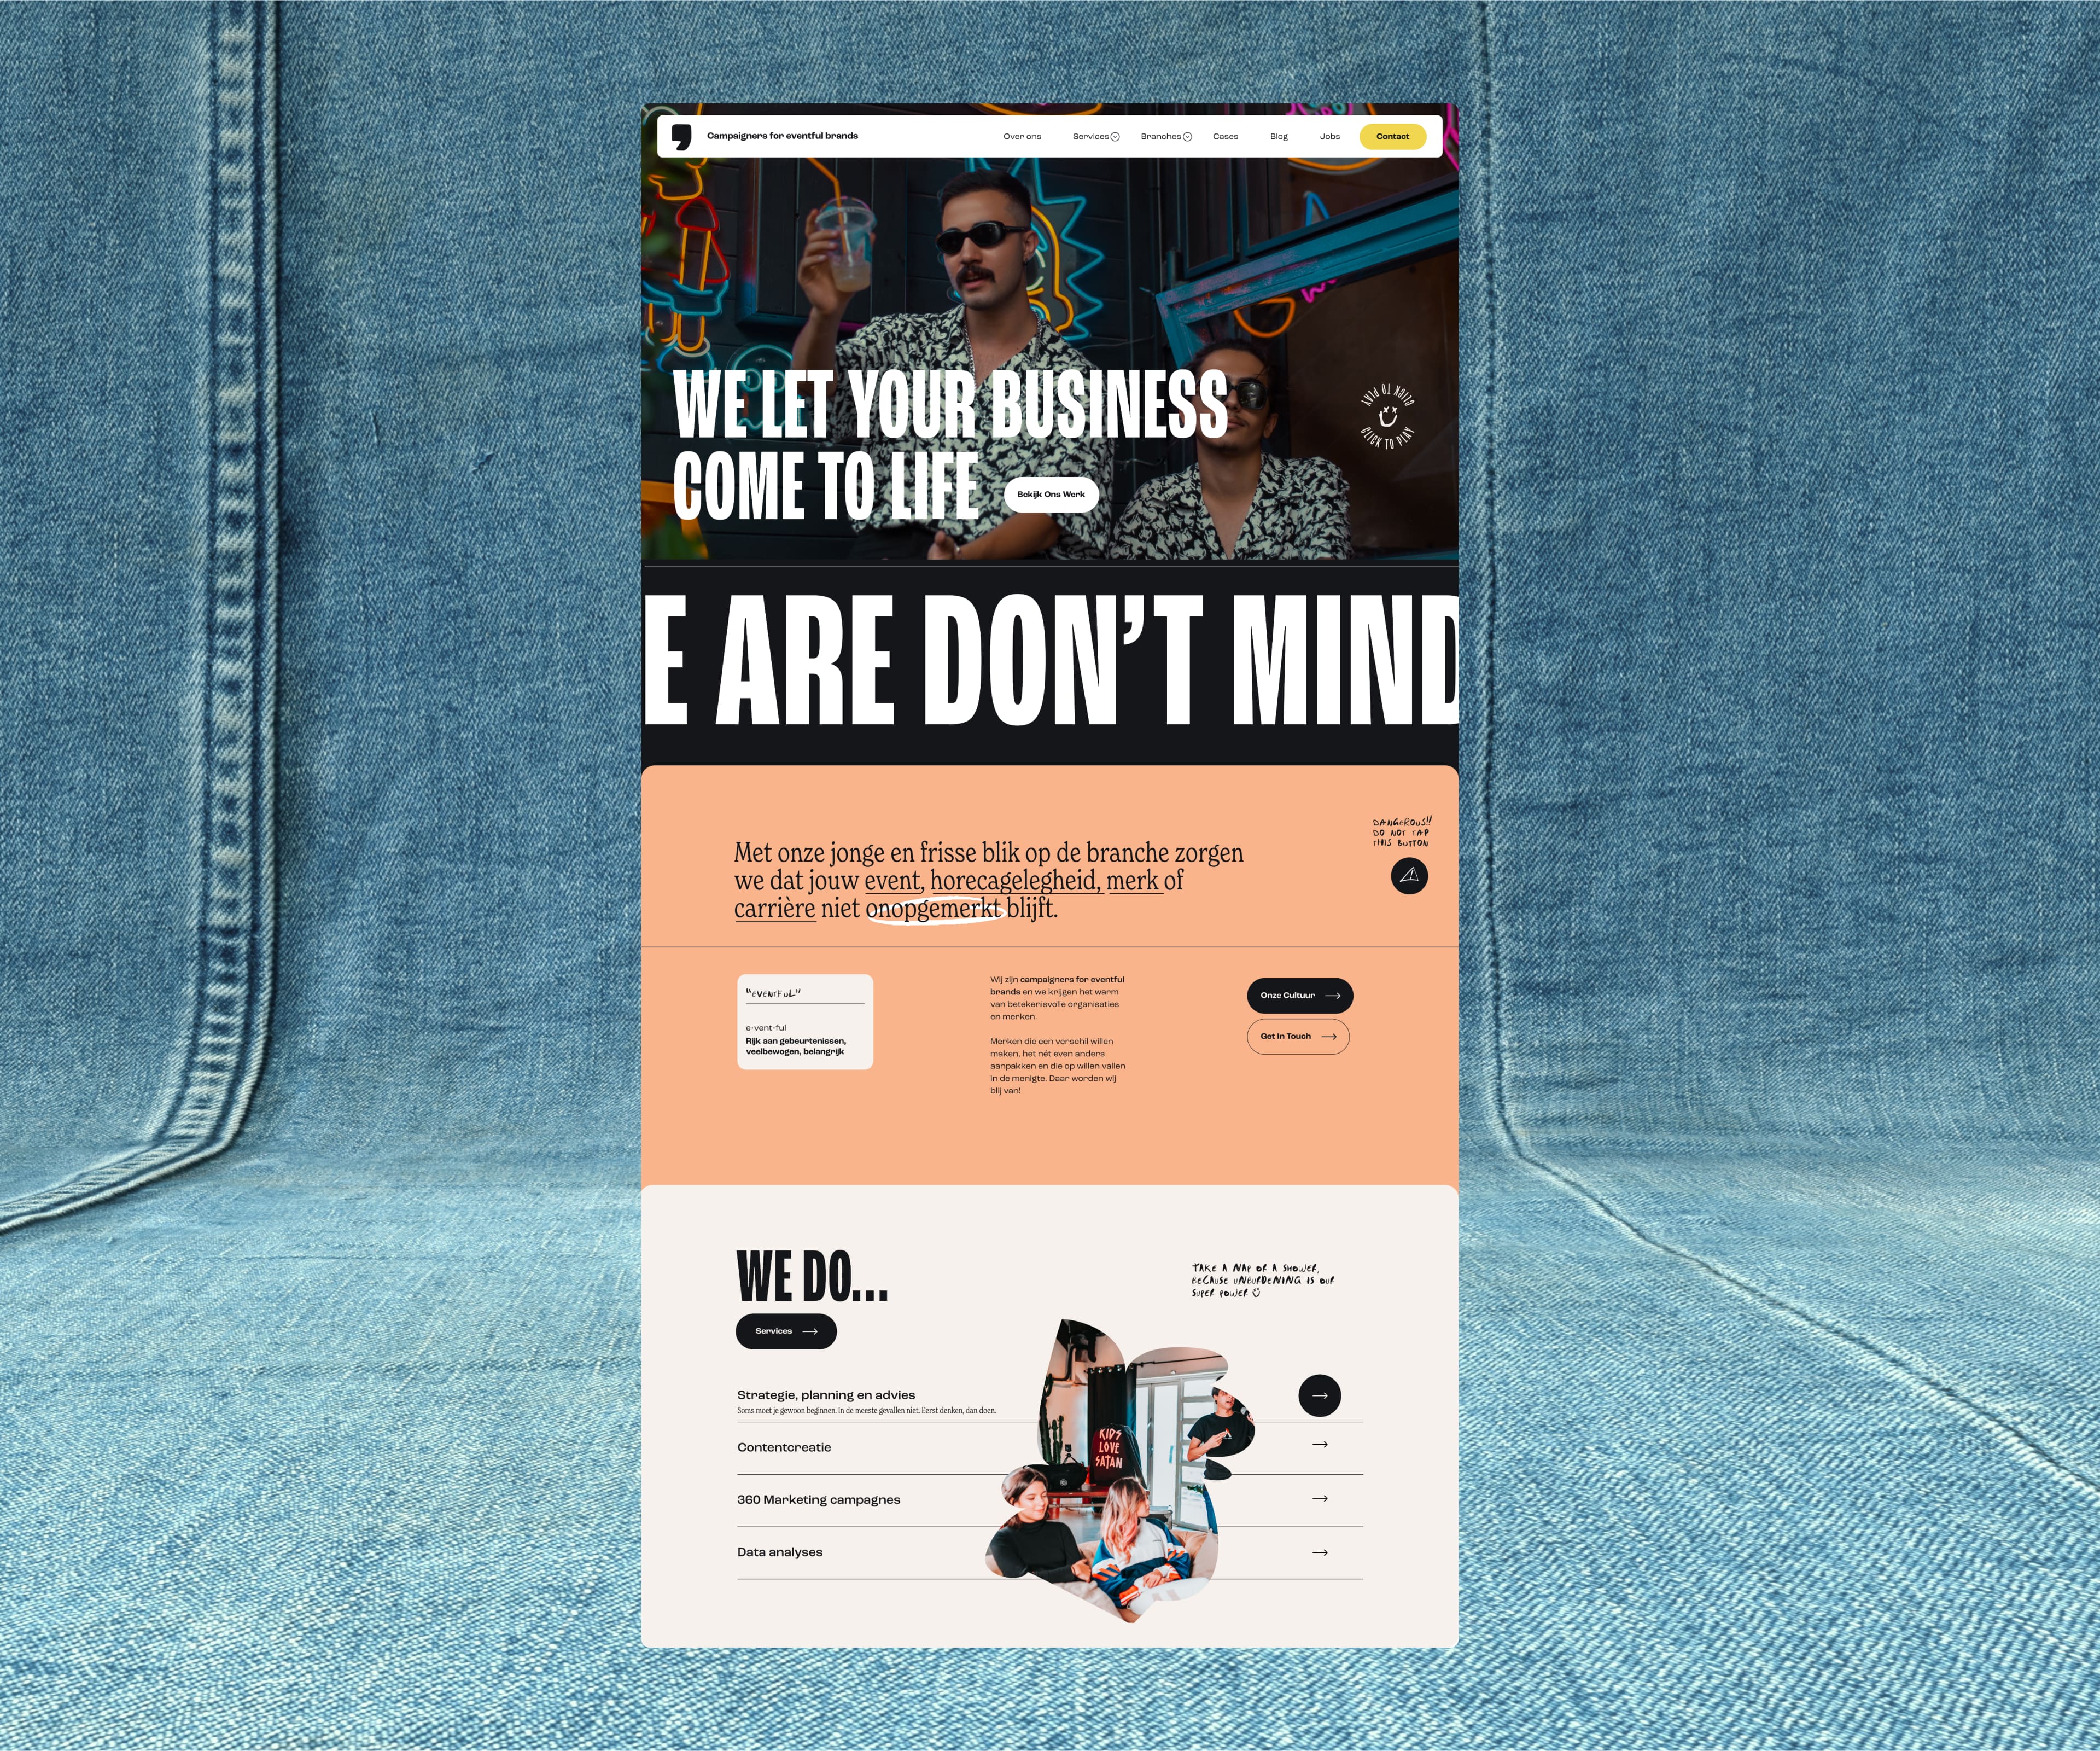 Campaigners for eventful brands
Over ons
Services
Branches
Cases
Blog
Jobs
Contact
WE LET YOUR BUSINESS
COME TO LIFE
Bekijk Ons Werk
CLICK TO PLAY
CLICK TO PLAY
E ARE DON’T MIND
DANGEROUS!!
DO NOT TAP
THIS BUTTON
Met onze jonge en frisse blik op de branche zorgen
we dat jouw event, horecagelegheid, merk of
carrière niet onopgemerkt blijft.
"EVENTFUL"
e·vent·ful
Rijk aan gebeurtenissen,
veelbewogen, belangrijk
Wij zijn campaigners for eventful
brands en we krijgen het warm
van betekenisvolle organisaties
en merken.
Merken die een verschil willen
maken, het nét even anders
aanpakken en die op willen vallen
in de menigte. Daar worden wij
blij van!
Onze Cultuur
Get In Touch
WE DO...
Services
TAKE A NAP OR A SHOWER,
BECAUSE UNBURDENING IS OUR
SUPER POWER
Strategie, planning en advies
Soms moet je gewoon beginnen. In de meeste gevallen niet. Eerst denken, dan doen.
Contentcreatie
360 Marketing campagnes
Data analyses
KIDS
LOVE
SATAN